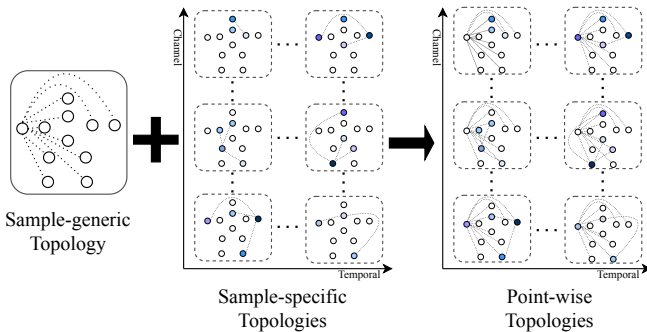 Channel
Temporal
Channel
Temporal
Sample-generic
Topology
Sample-specific
Topologies
Point-wise
Topologies